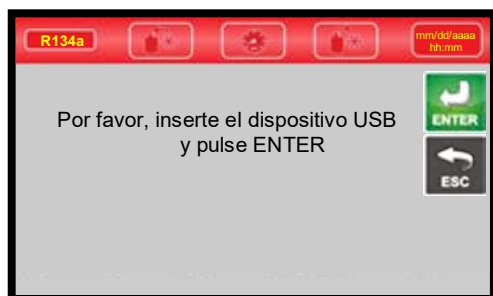 R134a
mm/dd/aaaa
hh:mm
Por favor, inserte el dispositivo USB
y pulse ENTER
ENTER
ESC